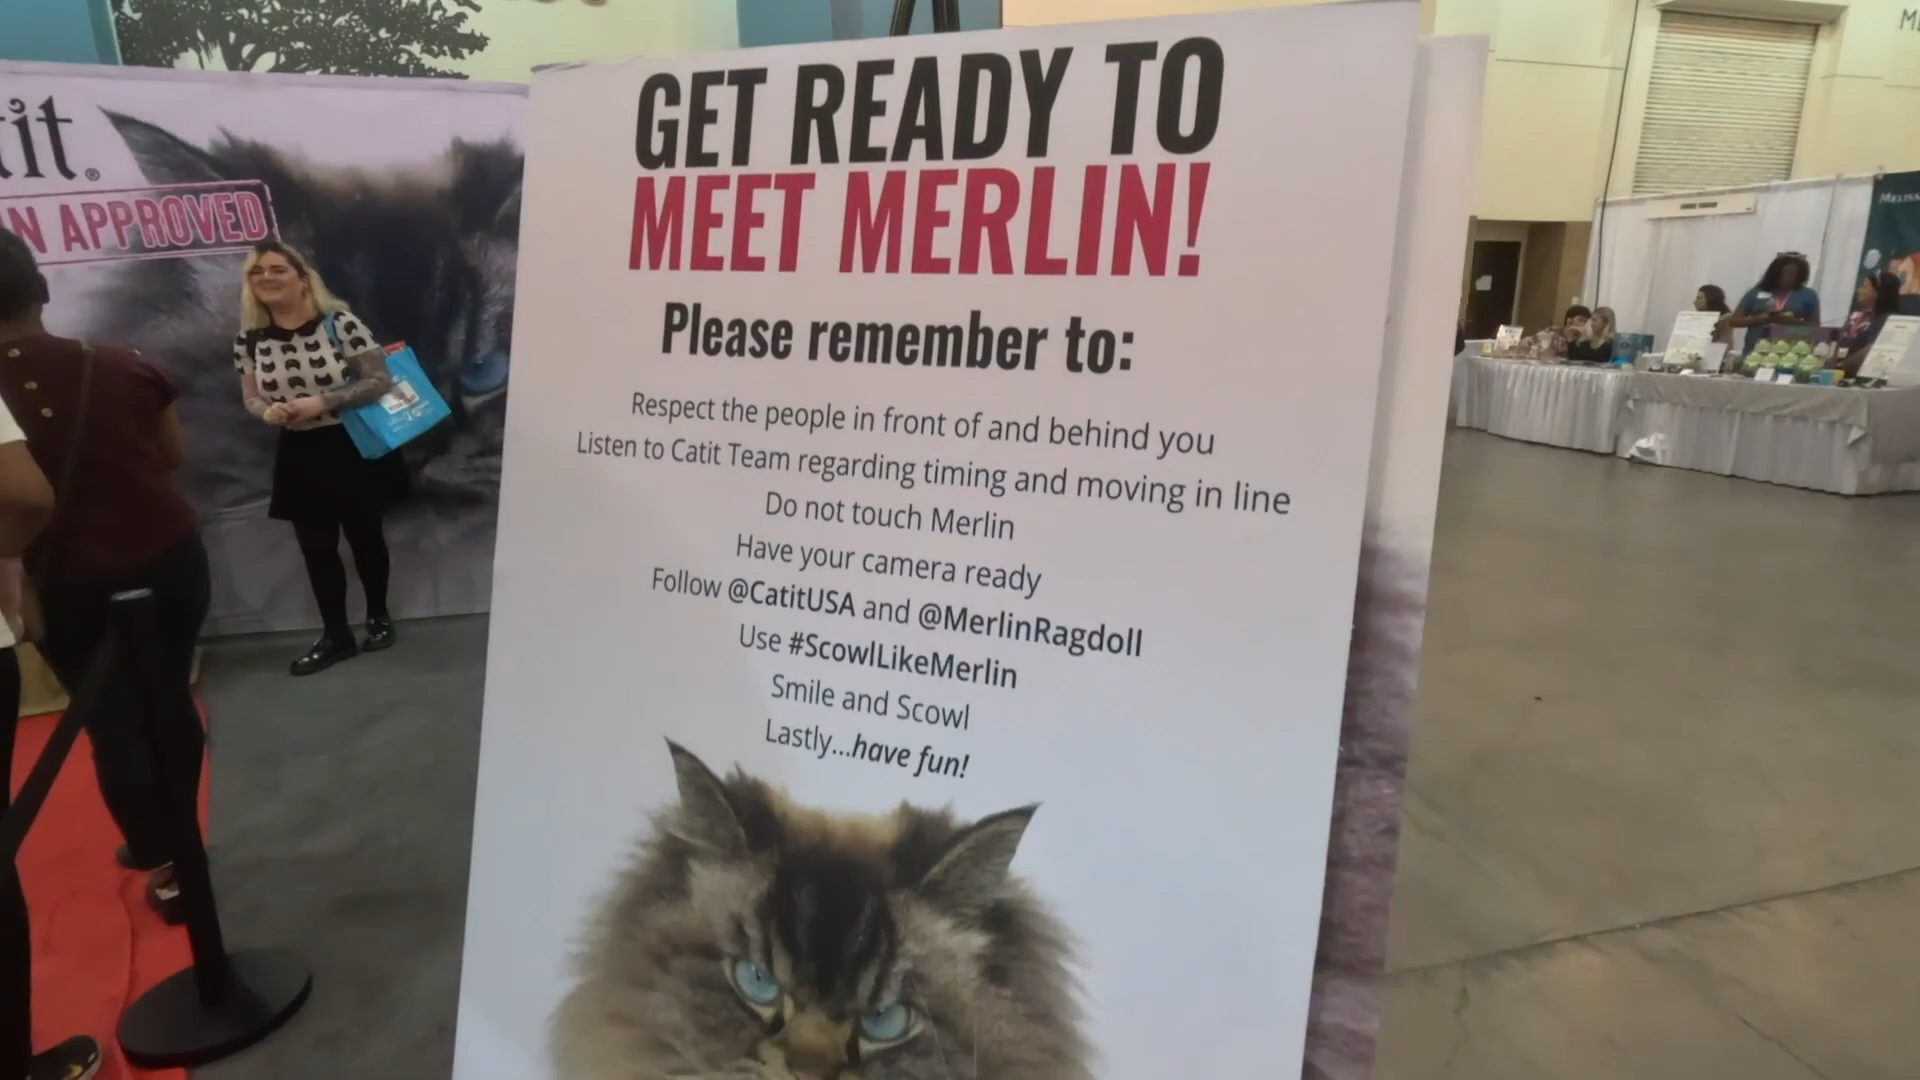 it.
N APPROVED
GET READY TO
MEET MERLIN!
Please remember to:
Respect the people in front of and behind you
Listen to Catit Team regarding timing and moving in line
Do not touch Merlin
Have your camera ready
Follow @CatitUSA and @MerlinRagdoll
Use #ScowlLikeMerlin
Smile and Scowl
Lastly...have fun!